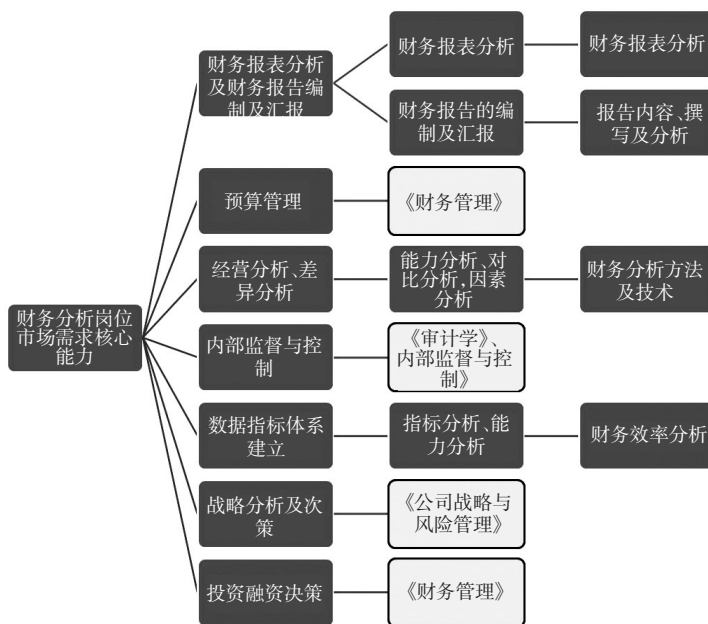 财务报表分析
及财务报告编
制及汇报
财务报表分析
财务报表分析
财务报告的编
制及汇报
报告内容、撰
写及分析
预算管理
《财务管理》
经营分析、差
异分析
能力分析、对
比分析,因素
分析
财务分析方法
及技术
财务分析岗位
市场需求核心
能力
内部监督与控
制
《审计学》、
内部监督与控
制》
数据指标体系
建立
指标分析、能
力分析
财务效率分析
战略分析及次
策
《公司战略与
风险管理》
投资融资决策
《财务管理》